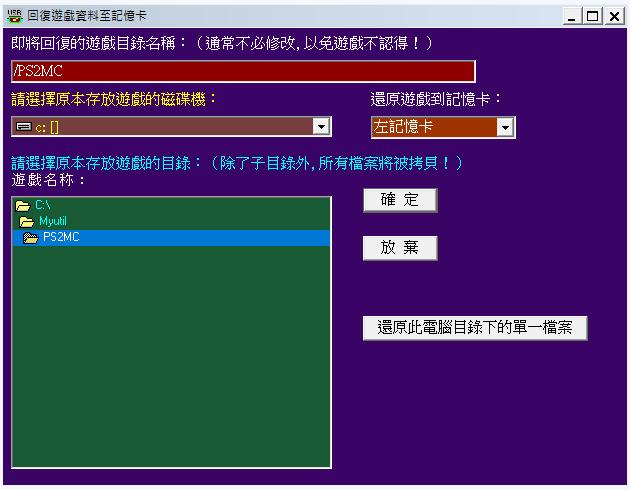 回復遊戲資料至記憶卡
即將回復的遊戲目錄名稱：（通常不必修改,以免遊戲不認得！）
/PS2MC
請選擇原本存放遊戲的磁碟機：
還原遊戲到記憶卡：
c: []
左記憶卡
請選擇原本存放遊戲的目錄：（除了子目錄外,所有檔案將被拷貝！）
遊戲名称：
C:\
Myutil
PS2MC
確 定
放 棄
還原此電腦目錄下的單一檔案